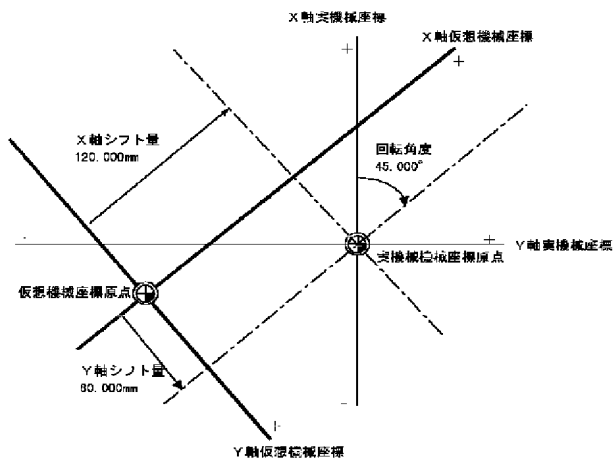 X軸実機械座標
X軸仮想機械座標
+
+
X軸シフト量
120.000mm
回転角度
45.000°
-
+
Y軸実機械座標
実機械座標原点
仮想機械座標原点
Y軸シフト量
60.000mm
-
+
Y軸仮想機械座標